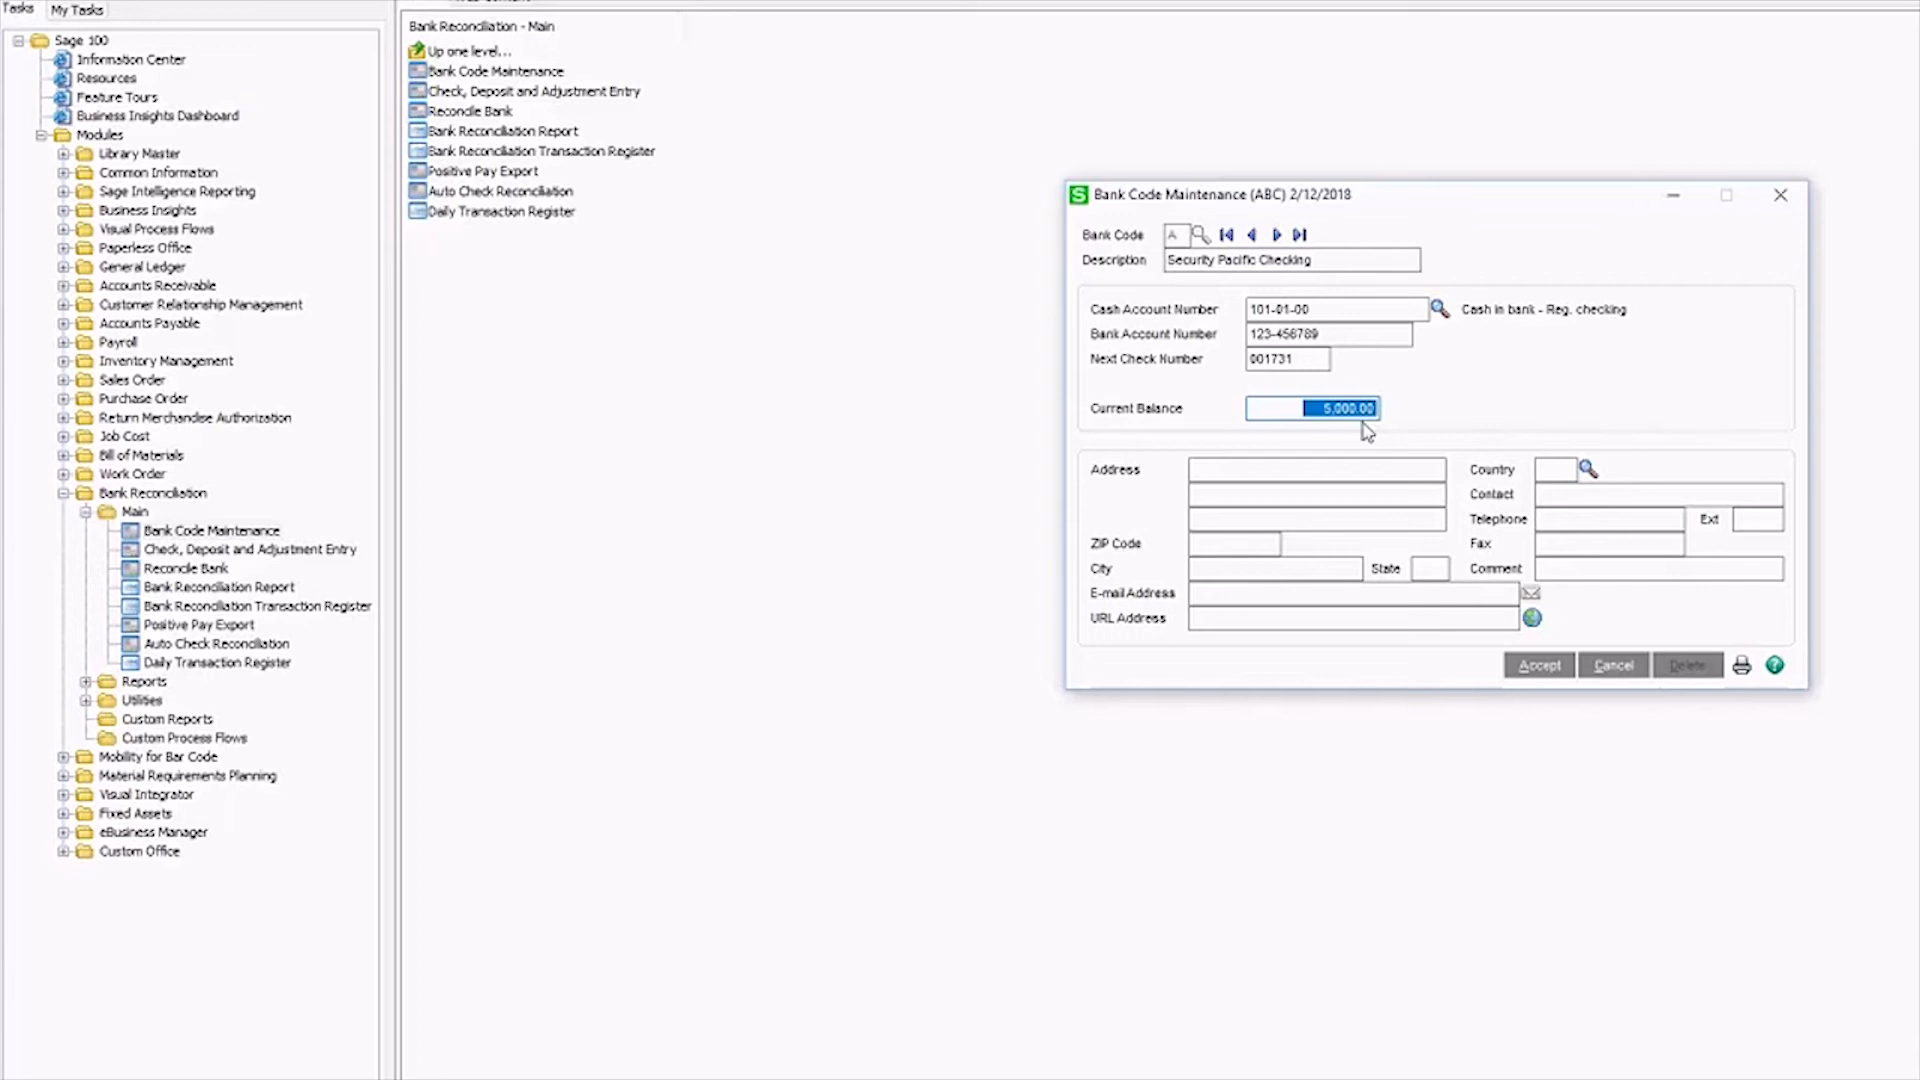 Tasks
My Tasks
Sage 100
Information Center
Resources
Feature Tours
Business Insights Dashboard
Modules
Library Master
Common Information
Sage Intelligence Reporting
Business Insights
Visual Process Flows
Paperless Office
General Ledger
Accounts Receivable
Customer Relationship Management
Accounts Payable
Payroll
Inventory Management
Sales Order
Purchase Order
Return Merchandise Authorization
Job Cost
Bill of Materials
Work Order
Bank Reconciliation
Main
Bank Code Maintenance
Check, Deposit and Adjustment Entry
Reconcile Bank
Bank Reconciliation Report
Bank Reconciliation Transaction Register
Positive Pay Export
Auto Check Reconciliation
Daily Transaction Register
Reports
Utilities
Custom Reports
Custom Process Flows
Mobility for Bar Code
Material Requirements Planning
Visual Integrator
Fixed Assets
eBusiness Manager
Custom Office
Bank Reconciliation - Main
Up one level...
Bank Code Maintenance
Check, Deposit and Adjustment Entry
Reconcile Bank
Bank Reconciliation Report
Bank Reconciliation Transaction Register
Positive Pay Export
Auto Check Reconciliation
Daily Transaction Register
S Bank Code Maintenance (ABC) 2/12/2018
Bank Code A
Description Security Pacific Checking
Cash Account Number 101-01-00 Cash in bank - Reg. checking
Bank Account Number 123-456789
Next Check Number 001731
Current Balance 5,000.00
Address Country
Contact
Telephone Ext
ZIP Code Fax
City State Comment
E-mail Address
URL Address
Accept Cancel Delete ?